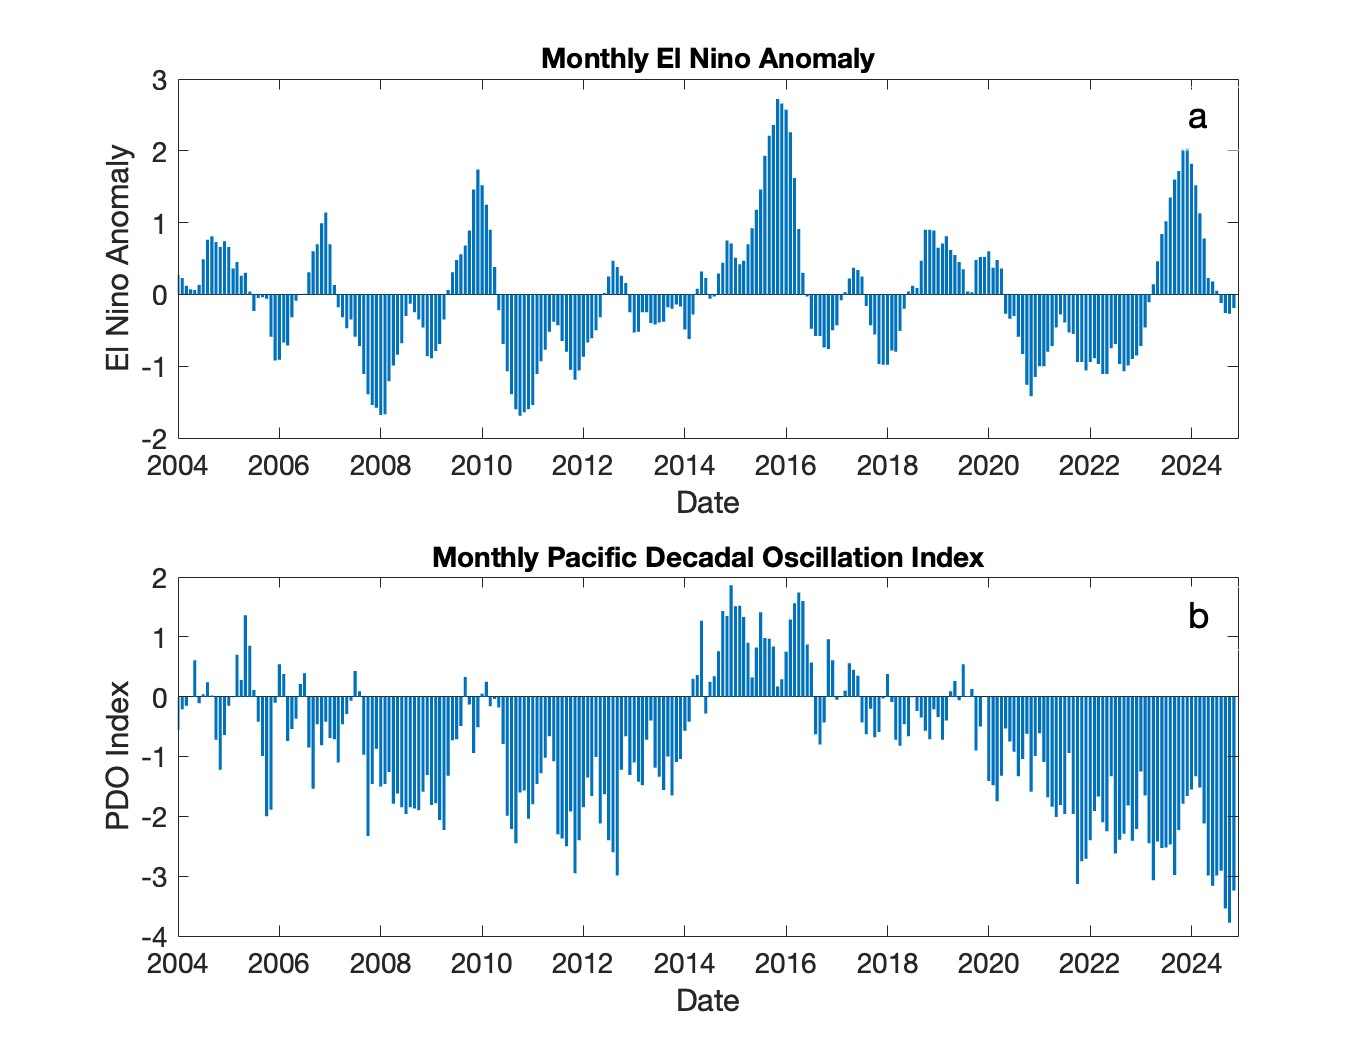 Monthly El Nino Anomaly
a
3
2
1
0
-1
-2
El Nino Anomaly
2004 2006 2008 2010 2012 2014 2016 2018 2020 2022 2024
Date
Monthly Pacific Decadal Oscillation Index
b
2
1
0
-1
-2
-3
-4
PDO Index
2004 2006 2008 2010 2012 2014 2016 2018 2020 2022 2024
Date